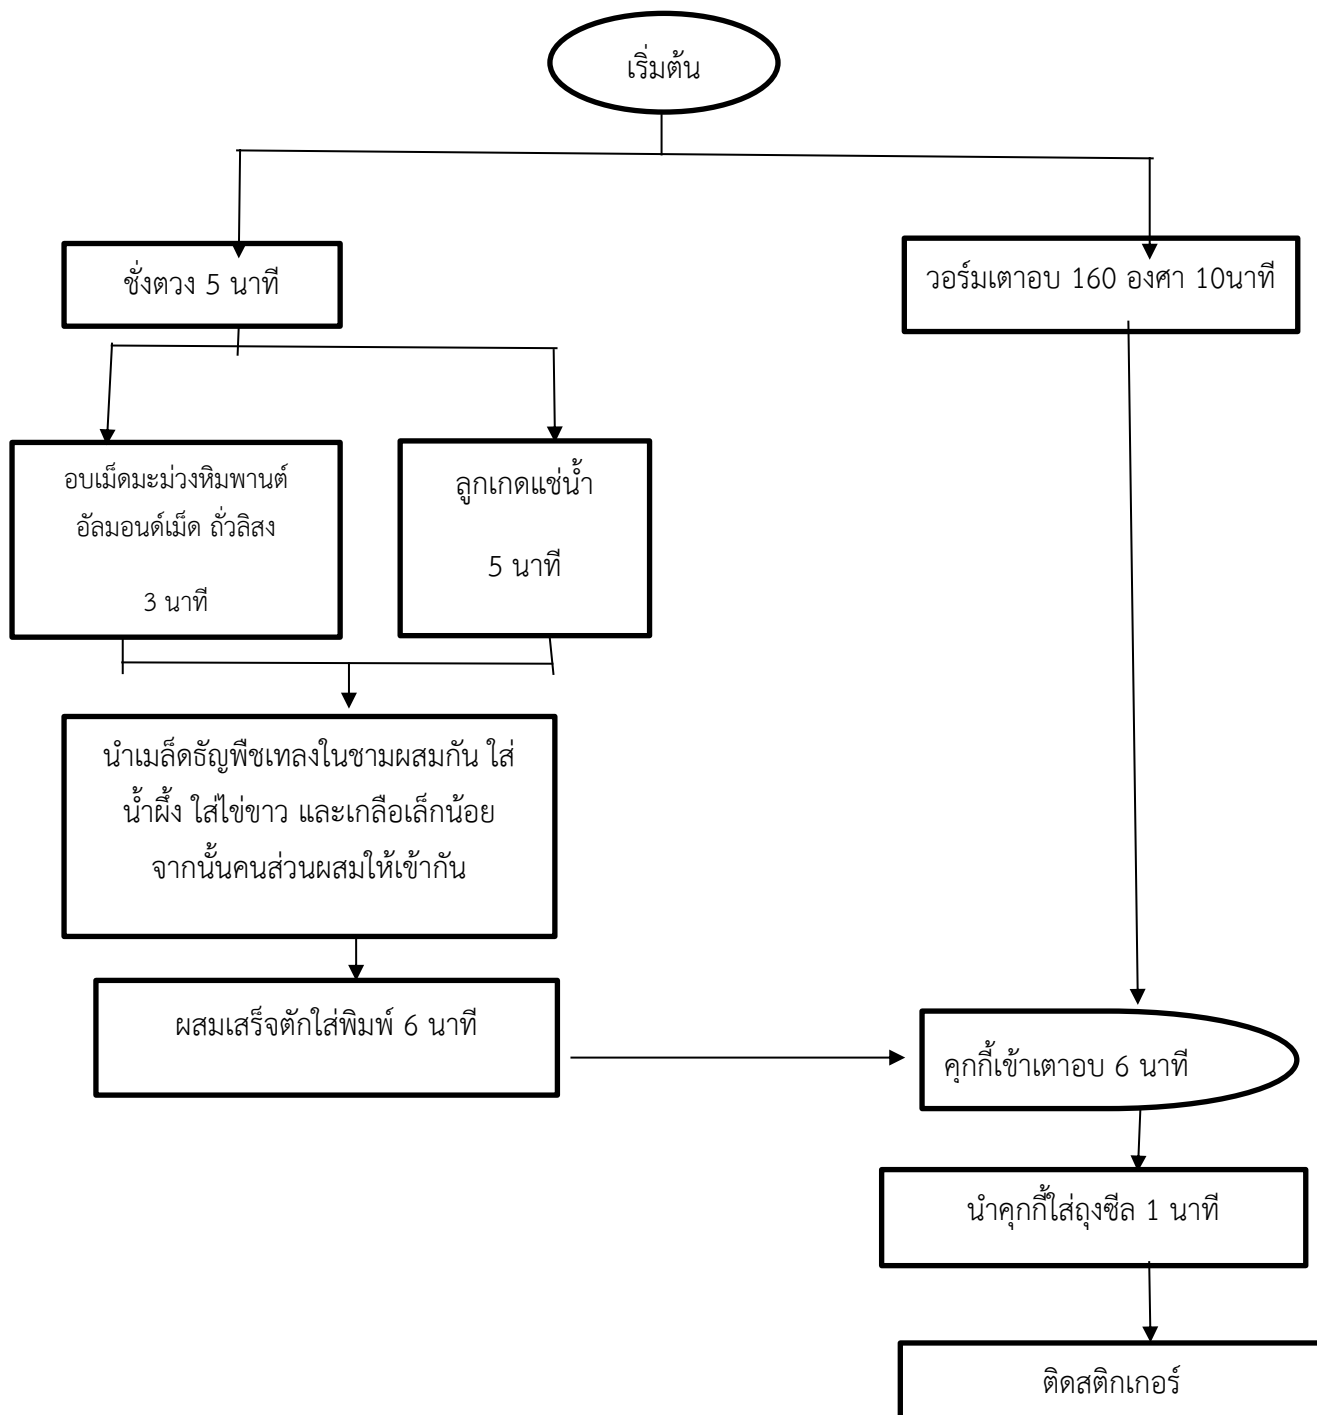 เริ่มต้น
ชั่งตวง 5 นาที
วอร์มเตาอบ 160 องศา 10นาที
อบเม็ดมะม่วงหิมพานต์
อัลมอนด์เม็ด ถั่วลิสง
3 นาที
ลูกเกดแช่น้ำ
5 นาที
นำเมล็ดธัญพืชเทลงในชามผสมกัน ใส่
น้ำผึ้ง ใส่ไข่ขาว และเกลือเล็กน้อย
จากนั้นคนส่วนผสมให้เข้ากัน
ผสมเสร็จตักใส่พิมพ์ 6 นาที
คุกกี้เข้าเตาอบ 6 นาที
นำคุกกี้ใส่ถุงซีล 1 นาที
ติดสติกเกอร์